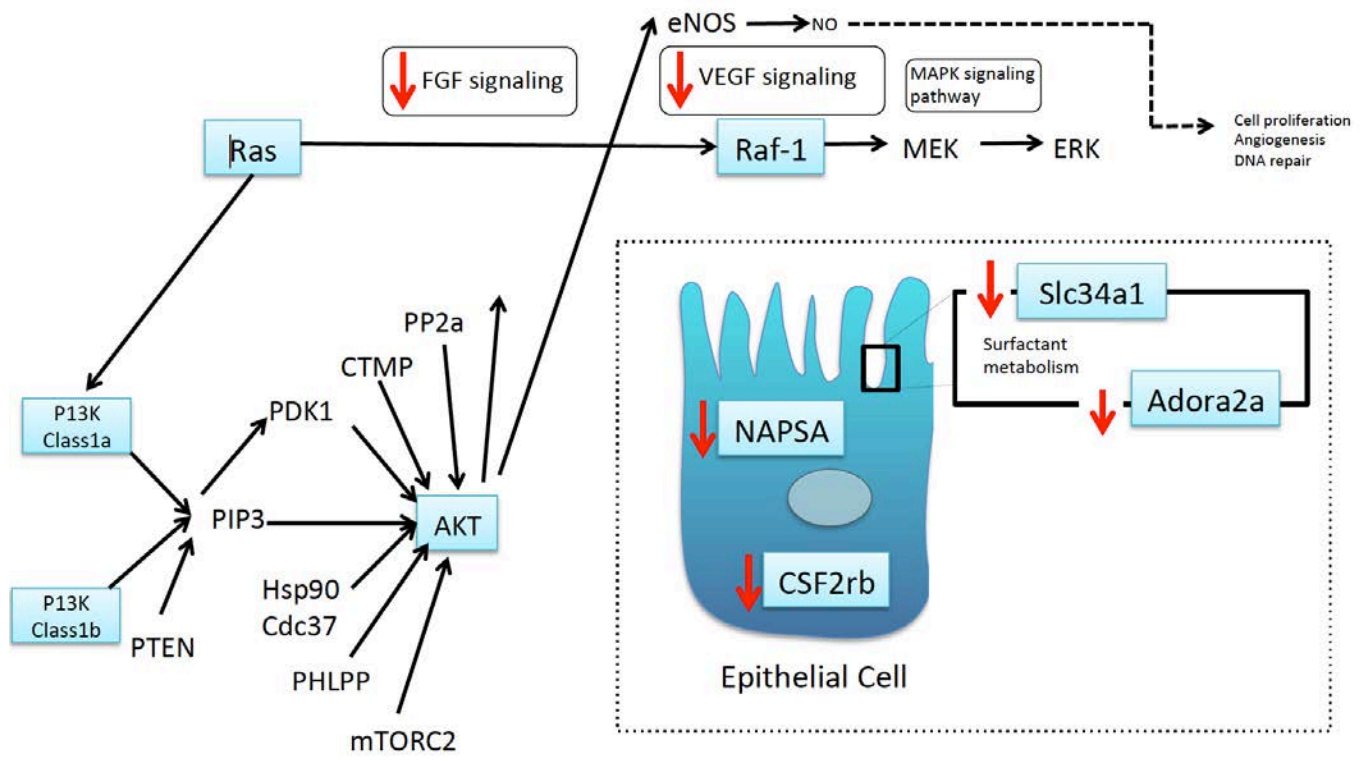 eNOS
NO
FGF signaling
VEGF signaling
MAPK signaling
pathway
Cell proliferation
Angiogenesis
DNA repair
Ras
Raf-1
MEK
ERK
Slc34a1
Surfactant
metabolism
Adora2a
PP2a
CTMP
P13K
Class1a
PDK1
NAPSA
PIP3
AKT
Hsp90
Cdc37
CSF2rb
P13K
Class1b
PTEN
PHLPP
Epithelial Cell
mTORC2